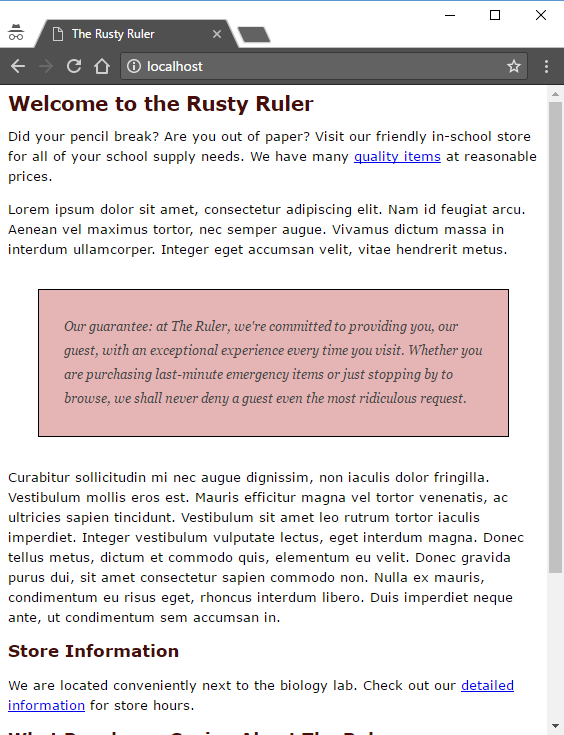 The Rusty Ruler
localhost
Welcome to the Rusty Ruler
Did your pencil break? Are you out of paper? Visit our friendly in-school store
for all of your school supply needs. We have many quality items at reasonable
prices.
Lorem ipsum dolor sit amet, consectetur adipiscing elit. Nam id feugiat arcu.
Aenean vel maximus tortor, nec semper augue. Vivamus dictum massa in
interdum ullamcorper. Integer eget accumsan velit, vitae hendrerit metus.
Our guarantee: at The Ruler, we're committed to providing you, our
guest, with an exceptional experience every time you visit. Whether you
are purchasing last-minute emergency items or just stopping by to
browse, we shall never deny a guest even the most ridiculous request.
Curabitur sollicitudin mi nec augue dignissim, non iaculis dolor fringilla.
Vestibulum mollis eros est. Mauris efficitur magna vel tortor venenatis, ac
ultricies sapien tincidunt. Vestibulum sit amet leo rutrum tortor iaculis
imperdiet. Integer vestibulum vulputate lectus, eget interdum magna. Donec
tellus metus, dictum et commodo quis, elementum eu velit. Donec gravida
purus dui, sit amet consectetur sapien commodo non. Nulla ex mauris,
condimentum eu risus eget, rhoncus interdum libero. Duis imperdiet neque
ante, ut condimentum sem accumsan in.
Store Information
We are located conveniently next to the biology lab. Check out our detailed
information for store hours.